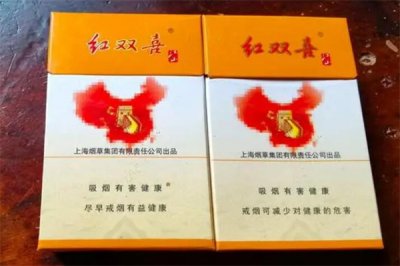 红双喜
上海烟草集团有限责任公司出品
吸烟有害健康
尽早戒烟有益健康
红双喜
上海烟草集团有限责任公司出品
吸烟有害健康
戒烟可减少对健康的危害